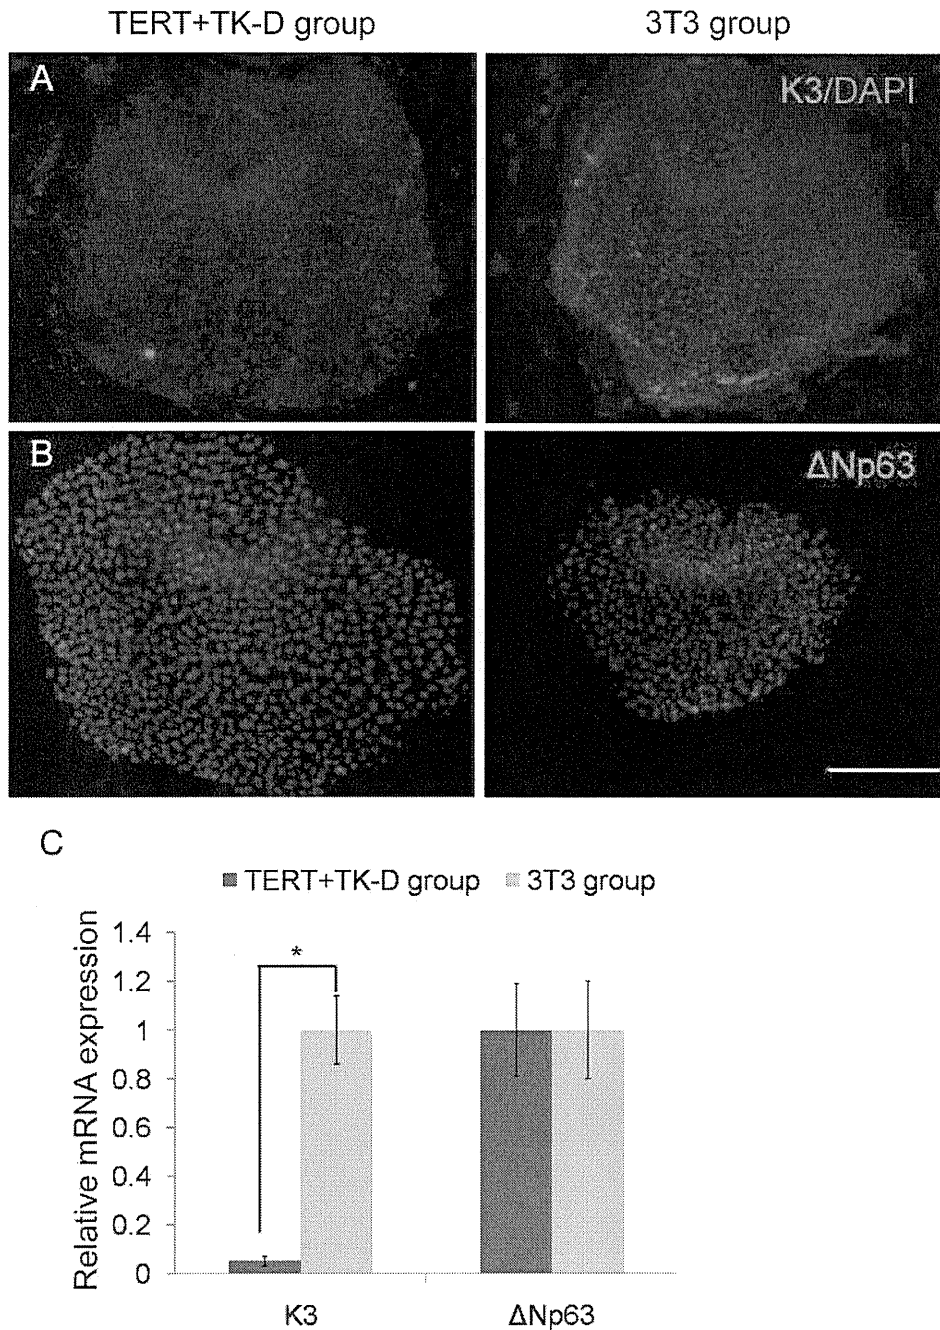 TERT+TK-D group 3T3 group
A K3/DAPI
B ΔNp63
C
TERT+TK-D group 3T3 group
Relative mRNA expression
1.4
*
1.2
1
0.8
0.6
0.4
0.2
0
K3 ΔNp63